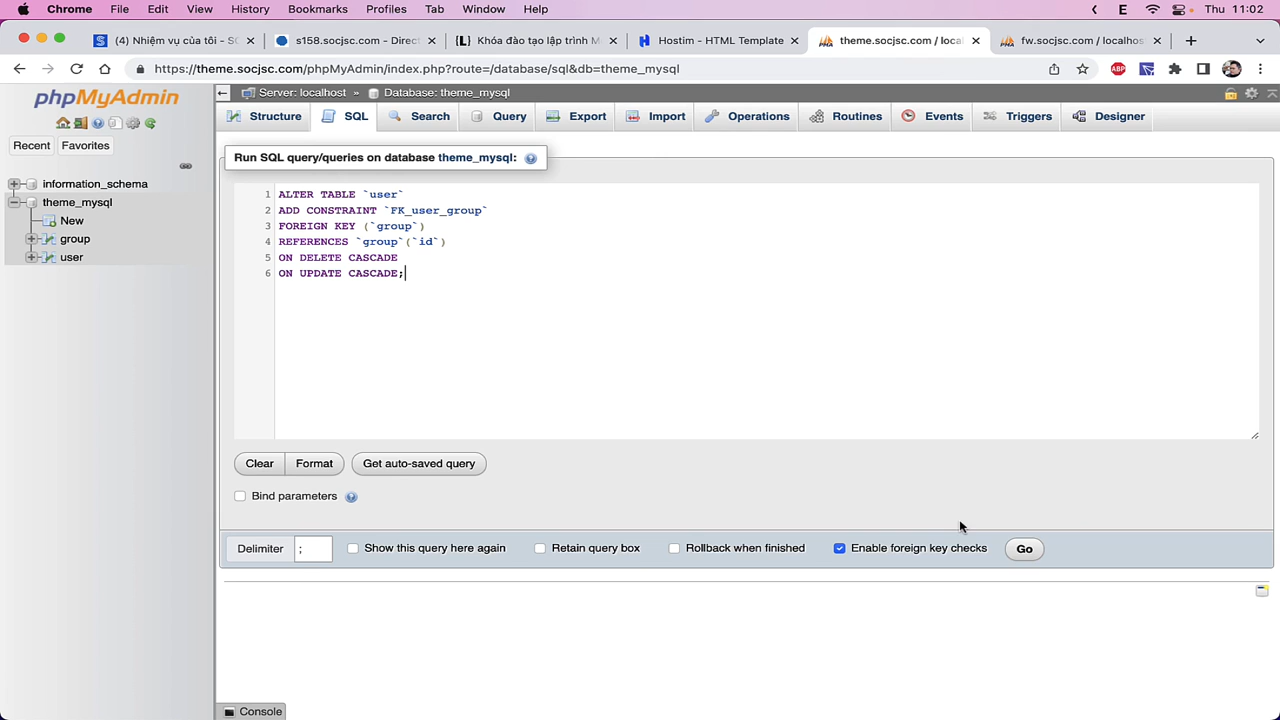 Chrome File Edit View History Bookmarks Profiles Tab Window Help E Thu 11:02
(4) Nhiệm vụ của tôi - SO s158.socjsc.com - Direct Khóa đào tạo lập trình M Hostim - HTML Template theme.socjsc.com / local fw.socjsc.com / localhos
https://theme.socjsc.com/phpMyAdmin/index.php?route=/database/sql&db=theme_mysql ABP
phpMyAdmin
Recent Favorites
information_schema
theme_mysql
New
group
user
Server: localhost » Database: theme_mysql
Structure SQL Search Query Export Import Operations Routines Events Triggers Designer
Run SQL query/queries on database theme_mysql:
1 ALTER TABLE `user`
2 ADD CONSTRAINT `FK_user_group`
3 FOREIGN KEY (`group`)
4 REFERENCES `group`(`id`)
5 ON DELETE CASCADE
6 ON UPDATE CASCADE;
Clear Format Get auto-saved query
Bind parameters
Delimiter ; Show this query here again Retain query box Rollback when finished Enable foreign key checks Go
Console